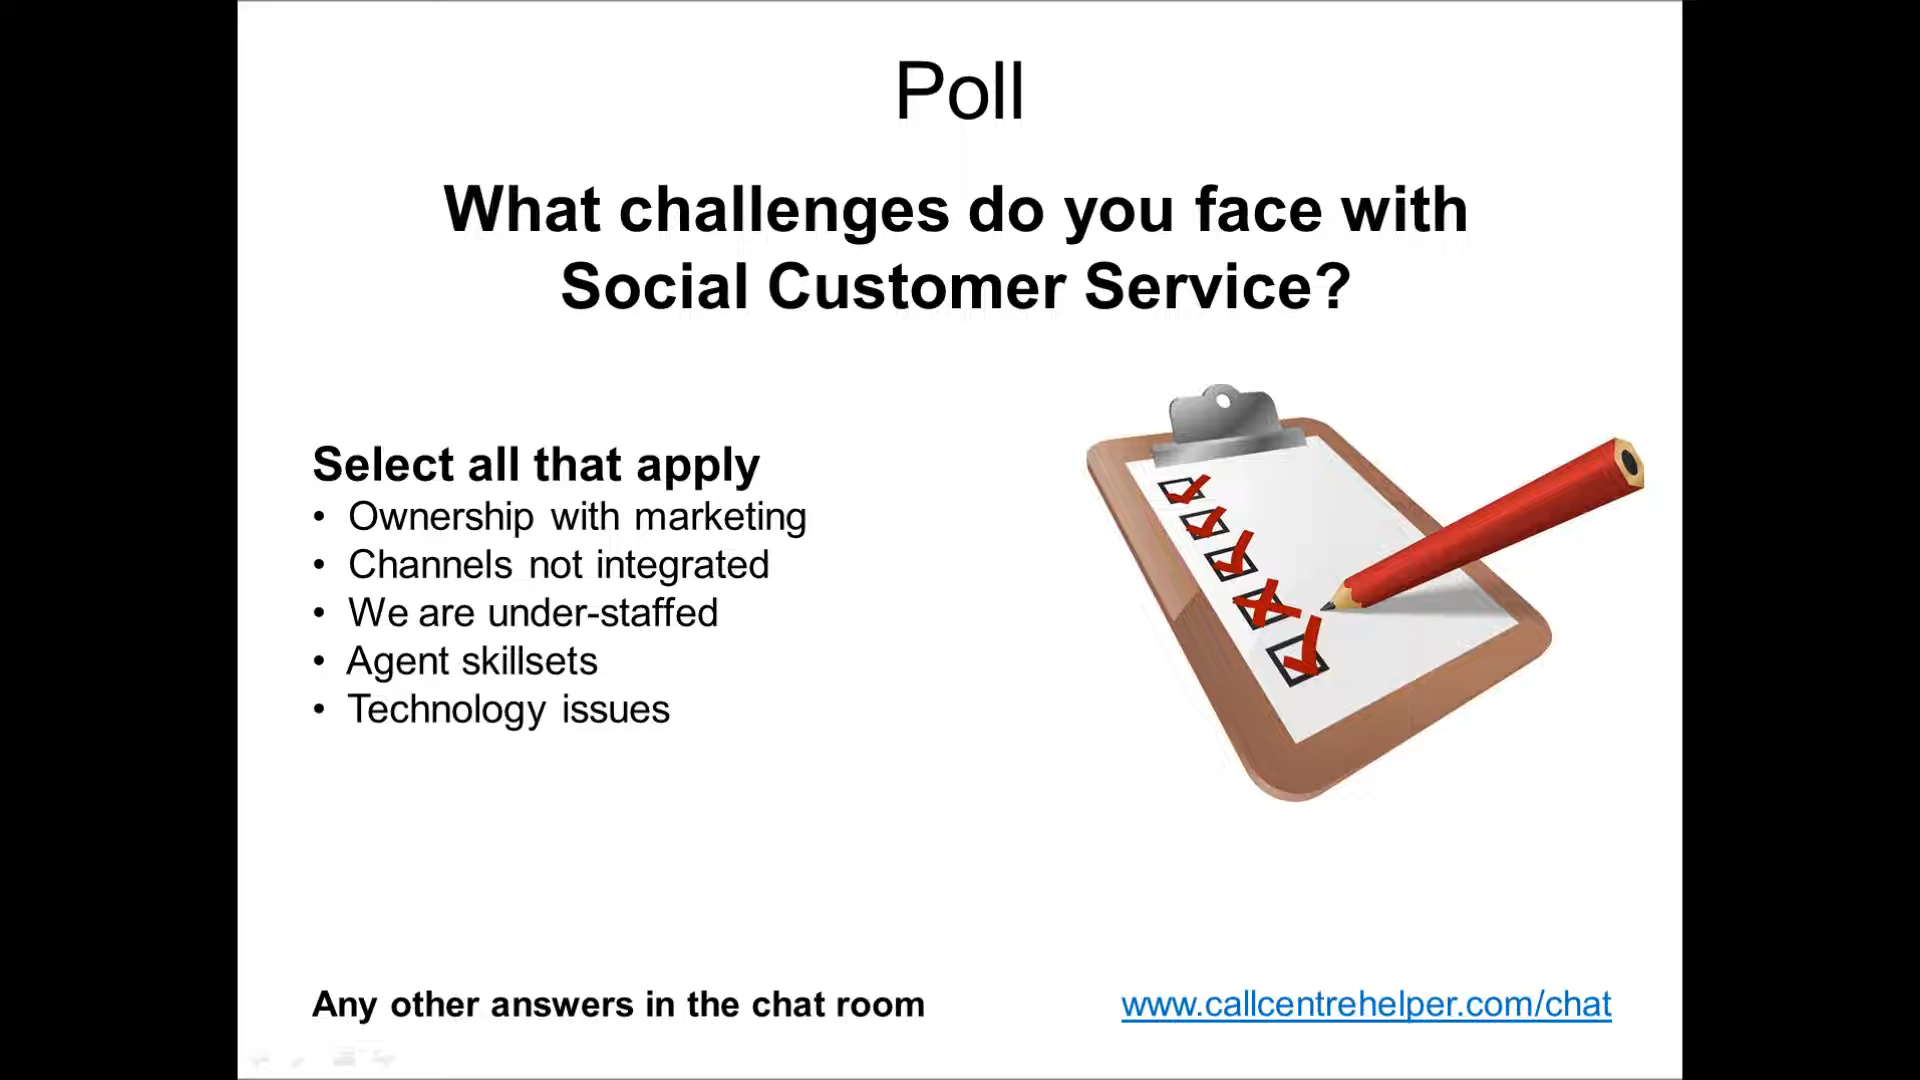 Poll
What challenges do you face with
Social Customer Service?
Select all that apply
• Ownership with marketing
• Channels not integrated
• We are under-staffed
• Agent skillsets
• Technology issues
Any other answers in the chat room
www.callcentrehelper.com/chat